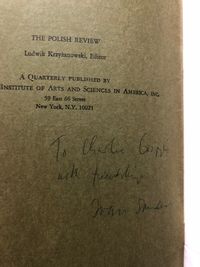 THE POLISH REVIEW
Ludwik Krzyżanowski, Editor
A QUARTERLY PUBLISHED BY
INSTITUTE OF ARTS AND SCIENCES IN AMERICA, INC.
59 East 66 Street
New York, N.Y. 10021
To Charlie
with friendship